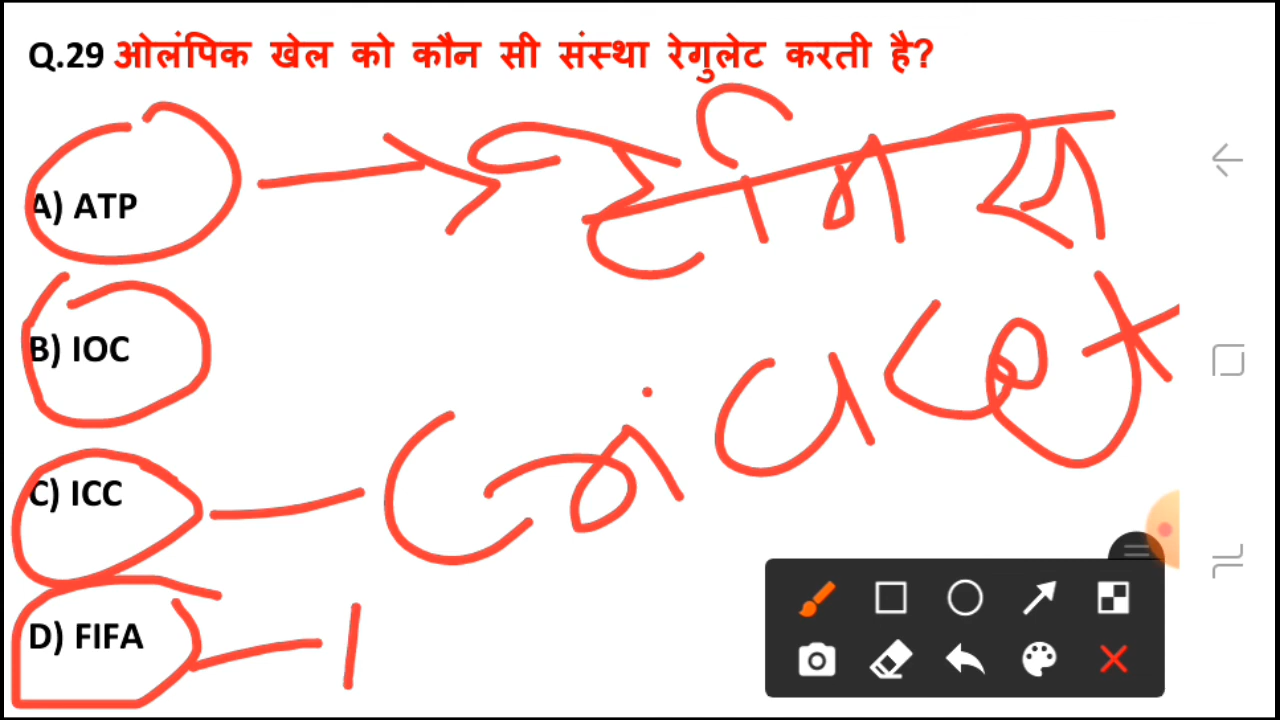 Q.29 ओलंपिक खेल को कौन सी संस्था रेगुलेट करती है?
A) ATP
B) IOC
C) ICC
Cricket
D) FIFA